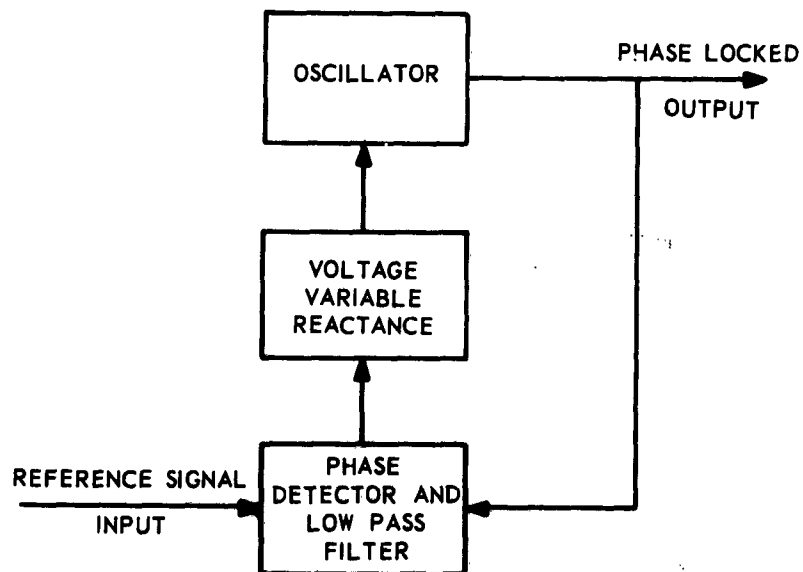 OSCILLATOR
PHASE LOCKED
OUTPUT
VOLTAGE
VARIABLE
REACTANCE
REFERENCE SIGNAL
INPUT
PHASE
DETECTOR AND
LOW PASS
FILTER